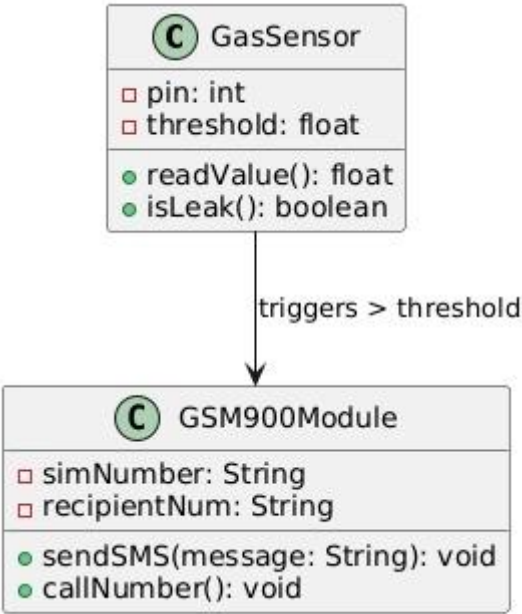 C GasSensor
pin: int
threshold: float
readValue(): float
isLeak(): boolean
triggers > threshold
C GSM900Module
simNumber: String
recipientNum: String
sendSMS(message: String): void
callNumber(): void